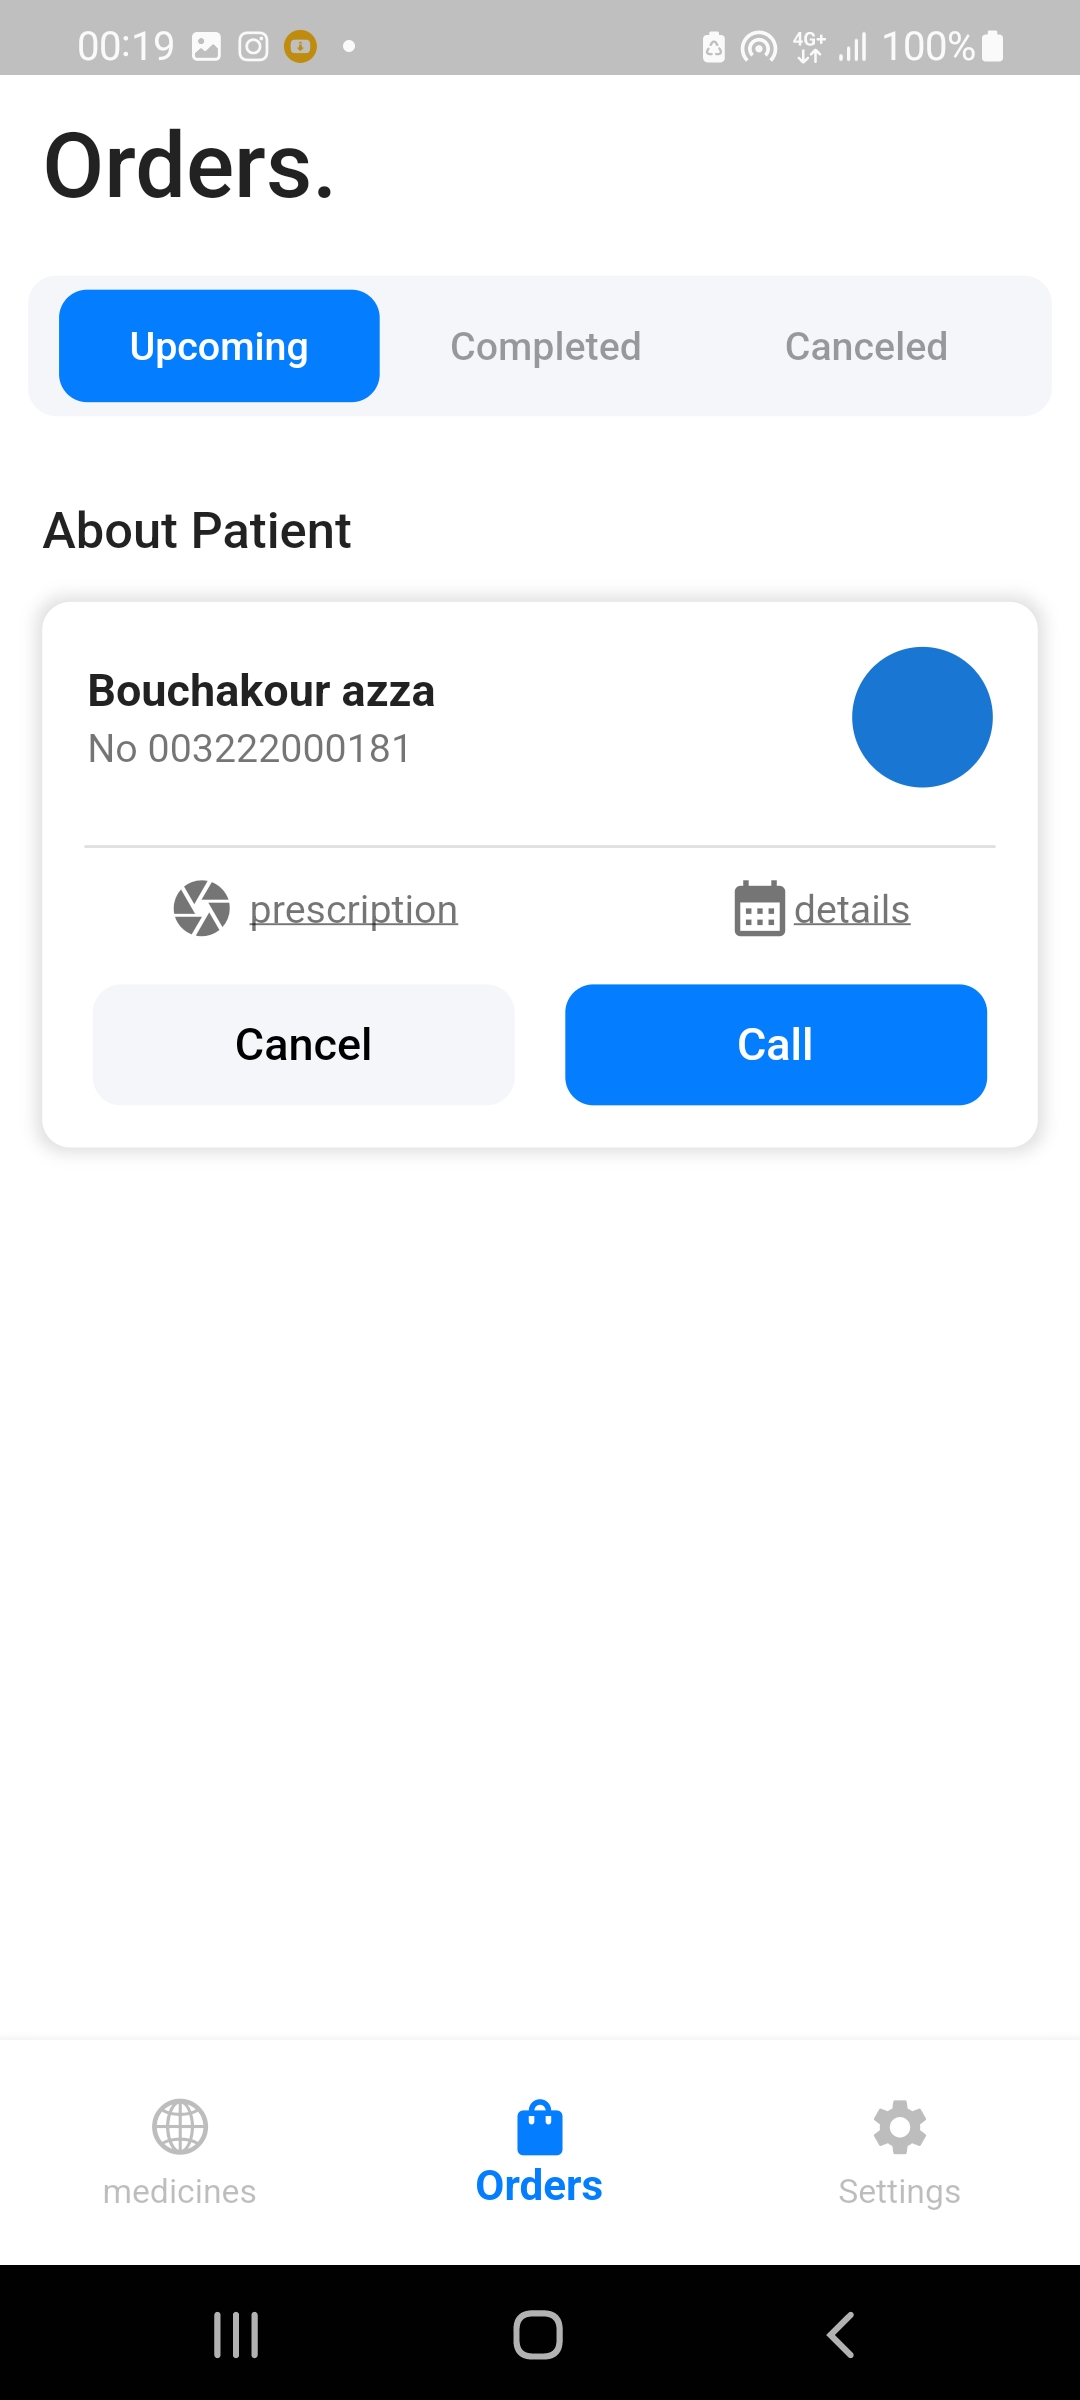 00:19 4G+ 100%
Orders.
Upcoming Completed Canceled
About Patient
Bouchakour azza
No 003222000181
prescription details
Cancel Call
medicines Orders Settings